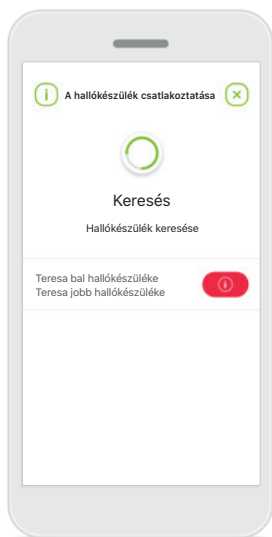 A hallókészülék csatlakoztatása
Keresés
Hallókészülék keresése
Teresa bal hallókészüléke
Teresa jobb hallókészüléke